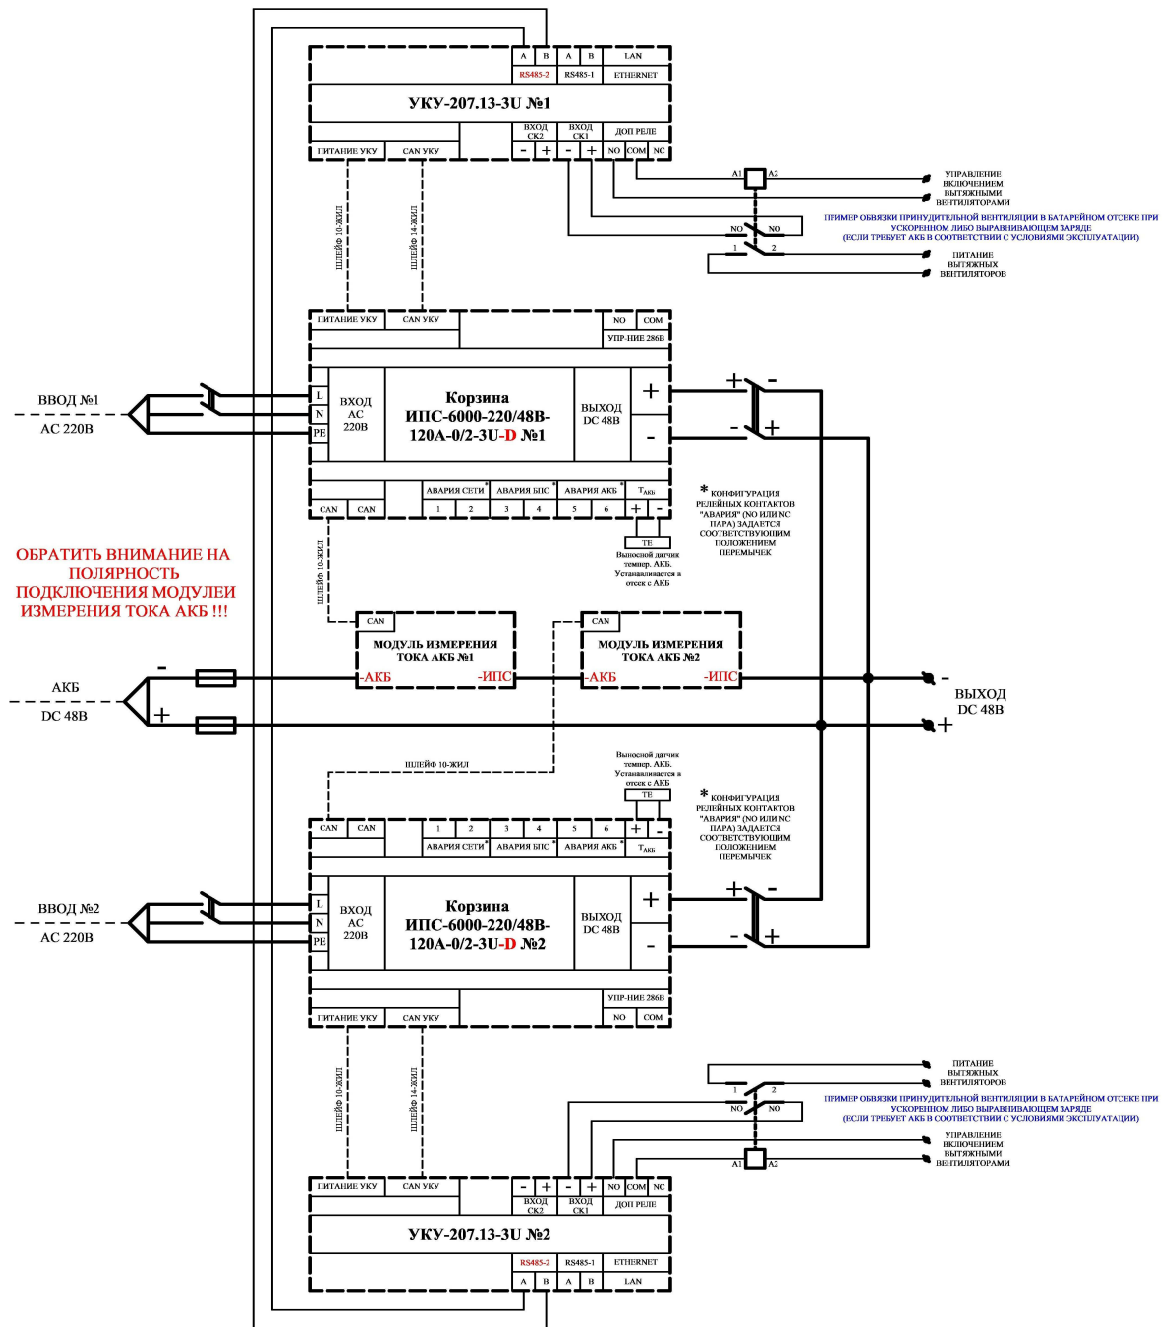 A B A B LAN
RS485-2 RS485-1 ETHERNET
УКУ-207.13-3U №1
ВХОД СК2 ВХОД СК1 ДОП РЕЛЕ
- + - + NO COM NC
ПИТАНИЕ УКУ CAN УКУ
A1 A2
УПРАВЛЕНИЕ
ВКЛЮЧЕНИЕМ
ВЫТЯЖНЫМИ
ВЕНТИЛЯТОРАМИ
ПРИМЕР ОБВЯЗКИ ПРИНУДИТЕЛЬНОЙ ВЕНТИЛЯЦИИ В БАТАРЕЙНОМ ОТСЕКЕ ПРИ
УСКОРЕННОМ ЛИБО ВЫРАВНИВАЮЩЕМ ЗАРЯДЕ
(ЕСЛИ ТРЕБУЕТ АКБ В СООТВЕТСТВИИ С УСЛОВИЯМИ ЭКСПЛУАТАЦИИ)
NO NO
1 2
ПИТАНИЕ
ВЫТЯЖНЫХ
ВЕНТИЛЯТОРОВ
ШЛЕЙФ 10-ЖИЛ
ШЛЕЙФ 14-ЖИЛ
ПИТАНИЕ УКУ CAN УКУ NO COM
УПР-НИЕ 286Б
ВВОД №1
AC 220В
L
N
PE
ВХОД
AC
220В
Корзина
ИПС-6000-220/48В-
120А-0/2-3U-D №1
ВЫХОД
DC 48В
+
-
+ -
- +
АВАРИЯ СЕТИ* АВАРИЯ БПС* АВАРИЯ АКБ* ТАКБ
CAN CAN 1 2 3 4 5 6 + -
TE
Выносной датчик
темпер. АКБ.
Устанавливается в
отсек с АКБ
* КОНФИГУРАЦИЯ
РЕЛЕЙНЫХ КОНТАКТОВ
"АВАРИЯ" (NO ИЛИ NC
ПАРА) ЗАДАЕТСЯ
СООТВЕТСТВУЮЩИМ
ПОЛОЖЕНИЕМ
ПЕРЕМЫЧЕК
ОБРАТИТЬ ВНИМАНИЕ НА
ПОЛЯРНОСТЬ
ПОДКЛЮЧЕНИЯ МОДУЛЕЙ
ИЗМЕРЕНИЯ ТОКА АКБ !!!
ШЛЕЙФ 10-ЖИЛ
CAN
МОДУЛЬ ИЗМЕРЕНИЯ
ТОКА АКБ №1
-АКБ -ИПС
CAN
МОДУЛЬ ИЗМЕРЕНИЯ
ТОКА АКБ №2
-АКБ -ИПС
АКБ
DC 48В
-
+
-
+
ВЫХОД
DC 48В
ШЛЕЙФ 10-ЖИЛ
Выносной датчик
темпер. АКБ.
Устанавливается в
отсек с АКБ
TE
* КОНФИГУРАЦИЯ
РЕЛЕЙНЫХ КОНТАКТОВ
"АВАРИЯ" (NO ИЛИ NC
ПАРА) ЗАДАЕТСЯ
СООТВЕТСТВУЮЩИМ
ПОЛОЖЕНИЕМ
ПЕРЕМЫЧЕК
CAN CAN 1 2 3 4 5 6 + -
АВАРИЯ СЕТИ* АВАРИЯ БПС* АВАРИЯ АКБ* ТАКБ
ВВОД №2
AC 220В
L
N
PE
ВХОД
AC
220В
Корзина
ИПС-6000-220/48В-
120А-0/2-3U-D №2
ВЫХОД
DC 48В
+
-
+ -
- +
УПР-НИЕ 286Б
ПИТАНИЕ УКУ CAN УКУ NO COM
ШЛЕЙФ 10-ЖИЛ
ШЛЕЙФ 14-ЖИЛ
ПИТАНИЕ
ВЫТЯЖНЫХ
ВЕНТИЛЯТОРОВ
1 2
NO NO
ПРИМЕР ОБВЯЗКИ ПРИНУДИТЕЛЬНОЙ ВЕНТИЛЯЦИИ В БАТАРЕЙНОМ ОТСЕКЕ ПРИ
УСКОРЕННОМ ЛИБО ВЫРАВНИВАЮЩЕМ ЗАРЯДЕ
(ЕСЛИ ТРЕБУЕТ АКБ В СООТВЕТСТВИИ С УСЛОВИЯМИ ЭКСПЛУАТАЦИИ)
УПРАВЛЕНИЕ
ВКЛЮЧЕНИЕМ
ВЫТЯЖНЫМИ
ВЕНТИЛЯТОРАМИ
A1 A2
ПИТАНИЕ УКУ CAN УКУ - + - + NO COM NC
ВХОД СК2 ВХОД СК1 ДОП РЕЛЕ
УКУ-207.13-3U №2
RS485-2 RS485-1 ETHERNET
A B A B LAN